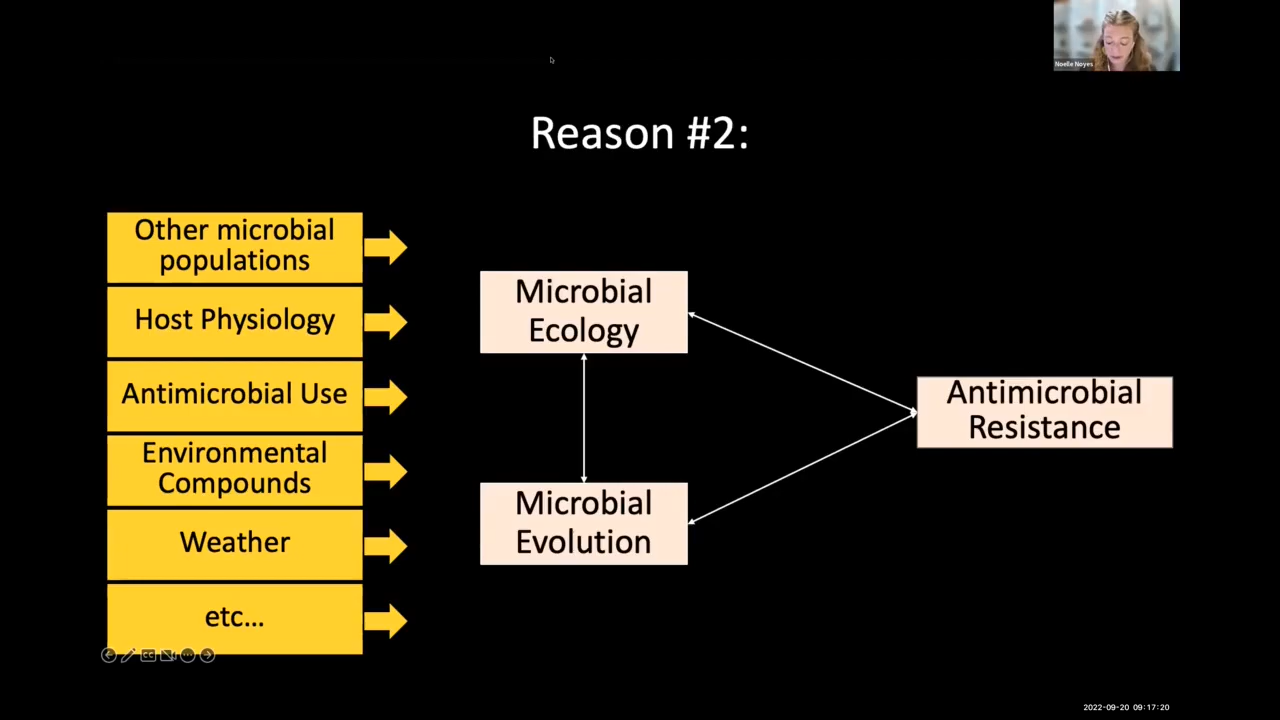 Noelle Noyes
Reason #2:
Other microbial
populations
Host Physiology
Antimicrobial Use
Environmental
Compounds
Weather
etc...
Microbial
Ecology
Microbial
Evolution
Antimicrobial
Resistance
CC
2022-09-20 09:17:20